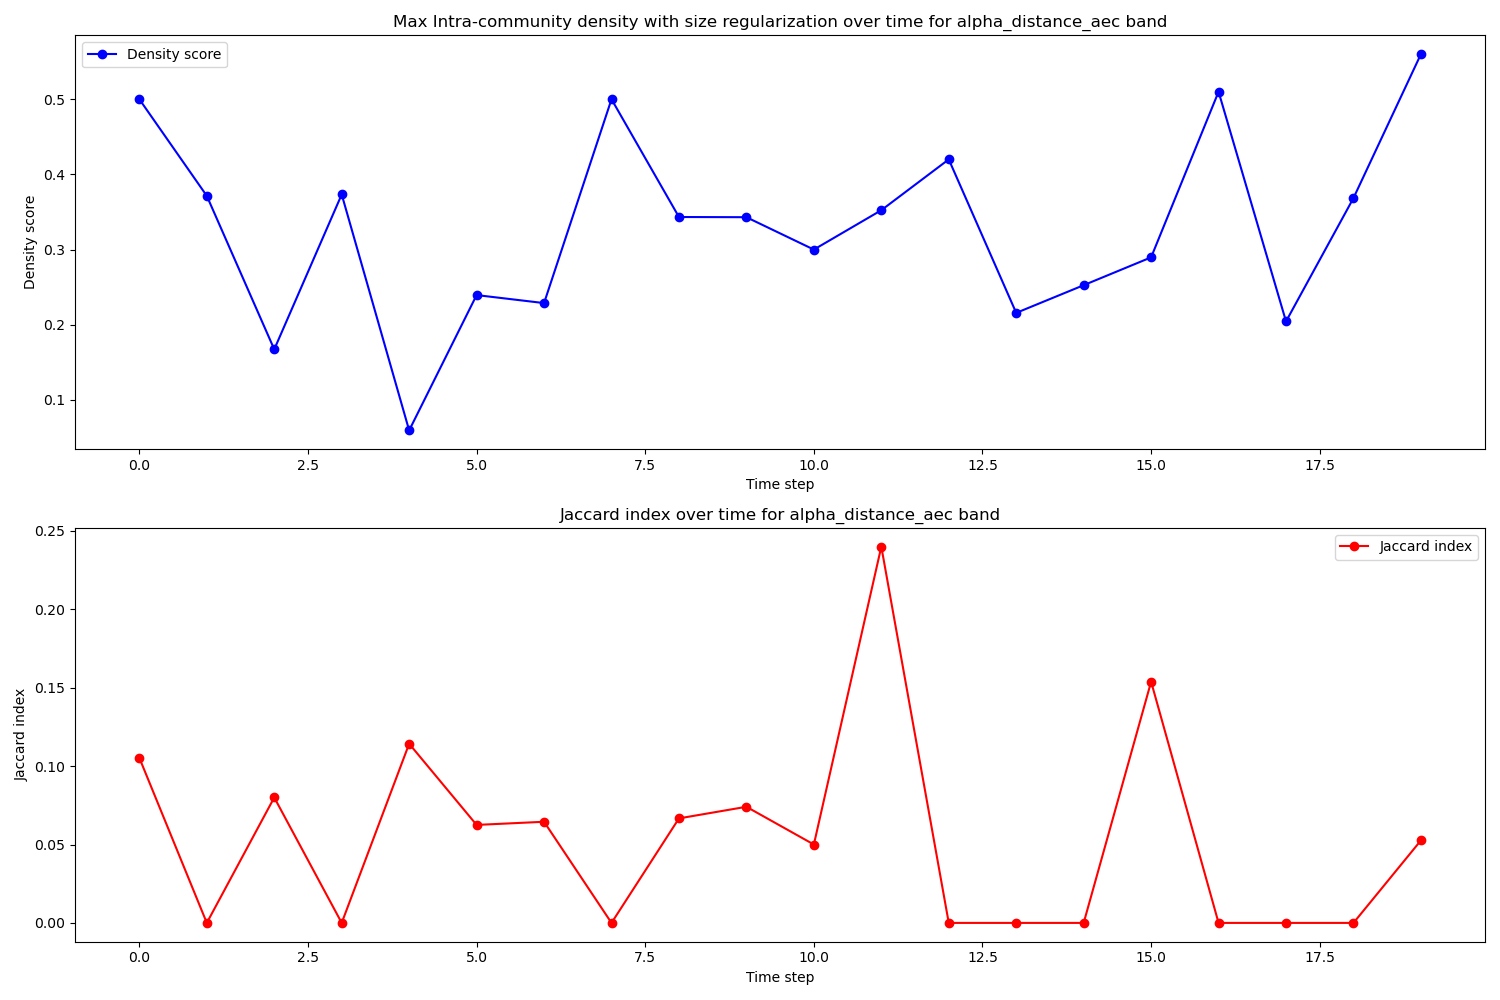 Max Intra-community density with size regularization over time for alpha_distance_aec band
Density score
Density score
0.5
0.4
0.3
0.2
0.1
0.0 2.5 5.0 7.5 10.0 12.5 15.0 17.5
Time step
Jaccard index over time for alpha_distance_aec band
Jaccard index
Jaccard index
0.25
0.20
0.15
0.10
0.05
0.00
0.0 2.5 5.0 7.5 10.0 12.5 15.0 17.5
Time step